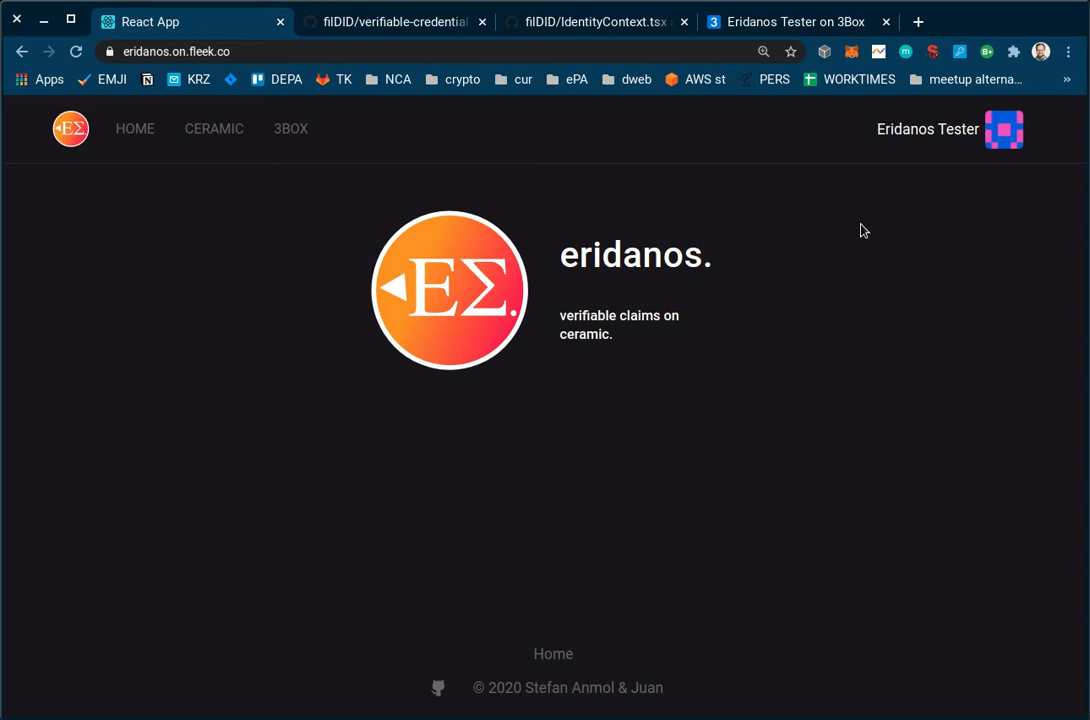 React App
filDID/verifiable-credential
filDID/IdentityContext.tsx a
3 Eridanos Tester on 3Box
eridanos.on.fleek.co
Apps EMJI KRZ DEPA TK NCA crypto cur ePA dweb AWS st PERS WORKTIMES meetup alterna... »
ΕΣ. HOME CERAMIC 3BOX Eridanos Tester
ΕΣ.
eridanos.
verifiable claims on
ceramic.
Home
© 2020 Stefan Anmol & Juan